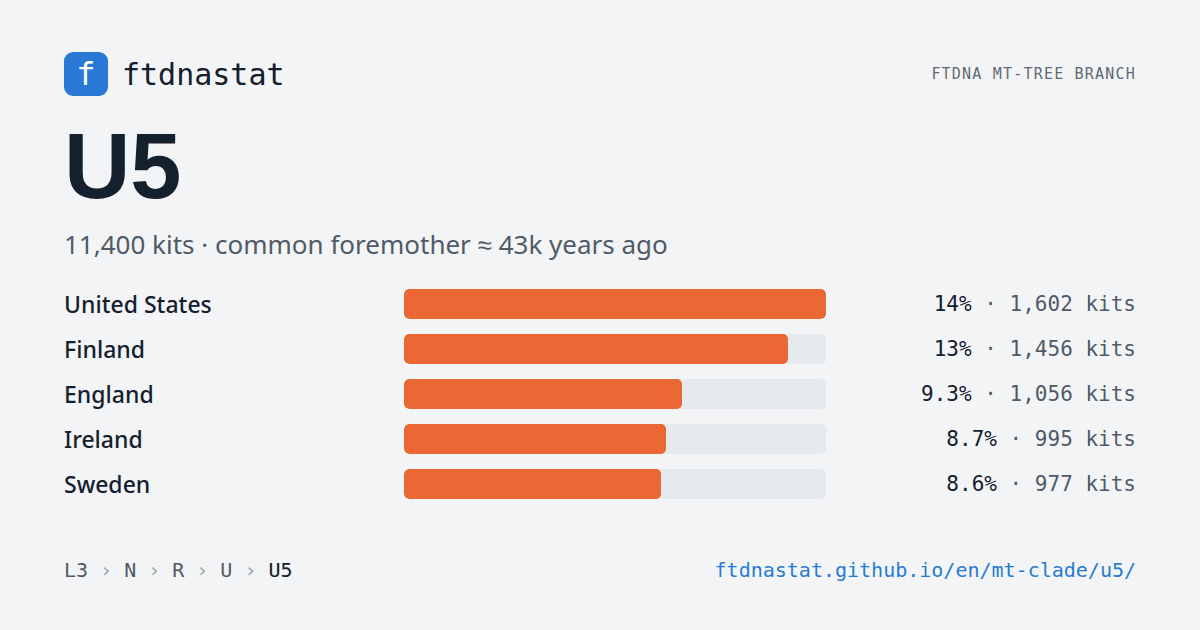 f ftdnastat
FTDNA MT-TREE BRANCH
U5
11,400 kits · common foremother ≈ 43k years ago
United States 14% · 1,602 kits
Finland 13% · 1,456 kits
England 9.3% · 1,056 kits
Ireland 8.7% · 995 kits
Sweden 8.6% · 977 kits
L3 › N › R › U › U5
ftdnastat.github.io/en/mt-clade/u5/